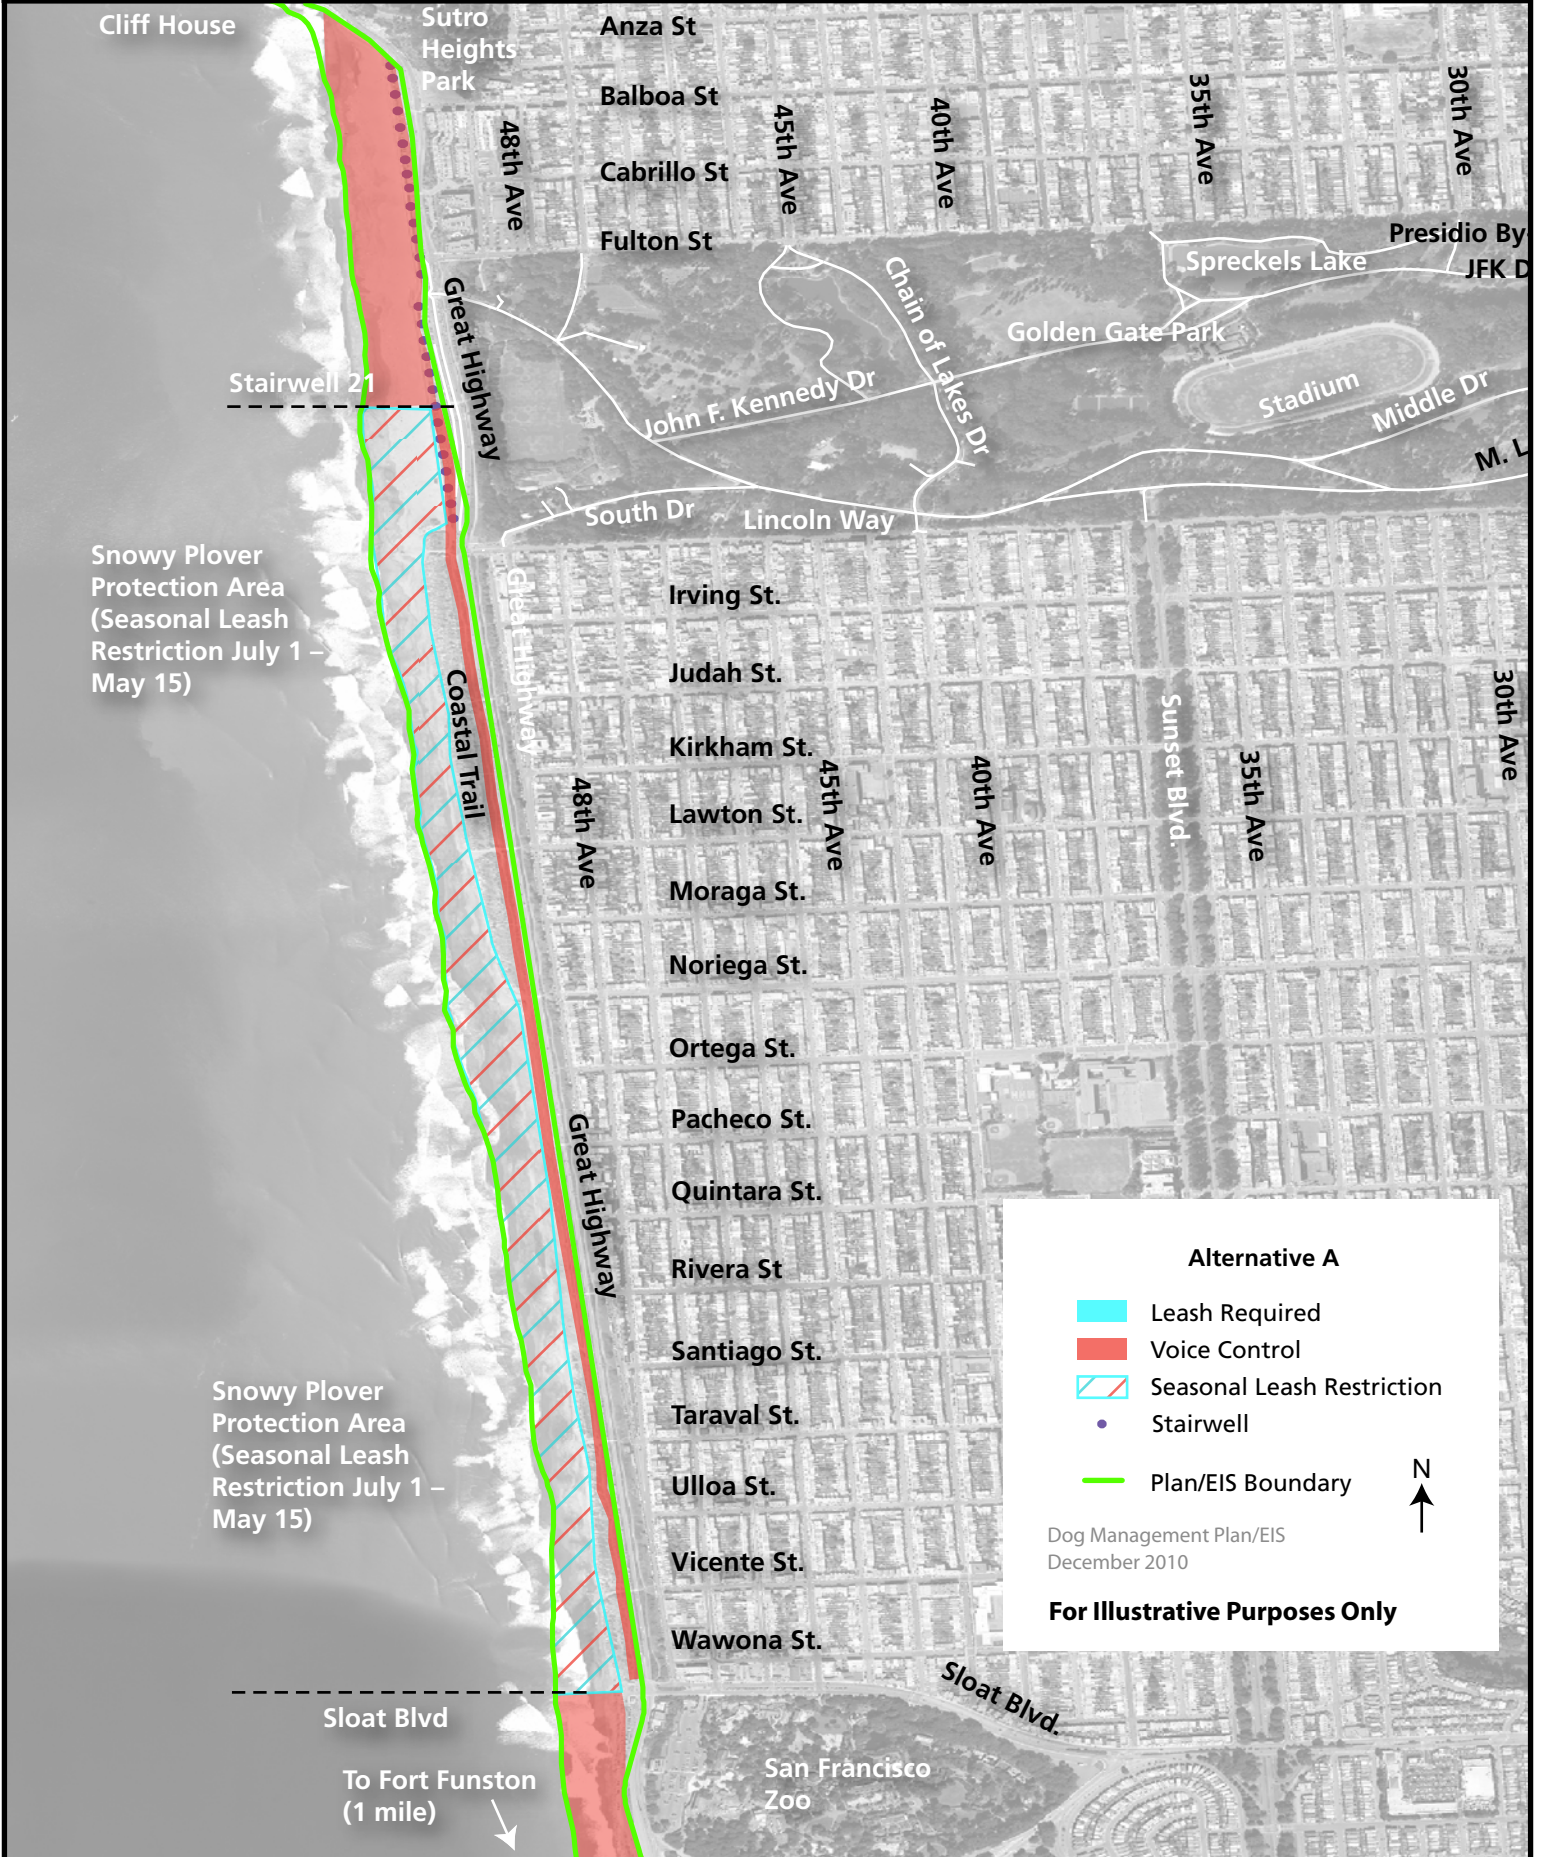 Cliff House
Sutro
Heights
Park
Anza St
Balboa St
Cabrillo St
Fulton St
48th Ave
45th Ave
40th Ave
35th Ave
30th Ave
Presidio By-
JFK D
Spreckels Lake
Golden Gate Park
Chain of Lakes Dr
John F. Kennedy Dr
Stadium
Middle Dr
M. L
Great Highway
Stairwell 21
South Dr
Lincoln Way
Snowy Plover
Protection Area
(Seasonal Leash
Restriction July 1 –
May 15)
Great Highway
Coastal Trail
Irving St.
Judah St.
Kirkham St.
Lawton St.
Moraga St.
Noriega St.
Ortega St.
Pacheco St.
Quintara St.
Rivera St
Santiago St.
Taraval St.
Ulloa St.
Vicente St.
Wawona St.
48th Ave
45th Ave
40th Ave
Sunset Blvd.
35th Ave
30th Ave
Great Highway
Snowy Plover
Protection Area
(Seasonal Leash
Restriction July 1 –
May 15)
Sloat Blvd
Sloat Blvd.
To Fort Funston
(1 mile)
San Francisco
Zoo
Alternative A
Leash Required
Voice Control
Seasonal Leash Restriction
Stairwell
Plan/EIS Boundary
N
Dog Management Plan/EIS
December 2010
For Illustrative Purposes Only